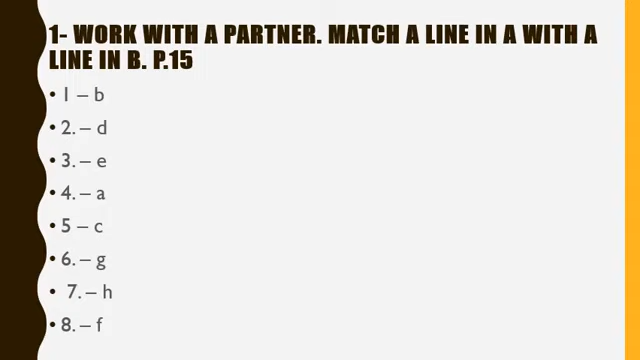 1- WORK WITH A PARTNER. MATCH A LINE IN A WITH A
LINE IN B. P.15
• 1 – b
• 2. – d
• 3. – e
• 4. – a
• 5 – c
• 6. – g
• 7. – h
• 8. – f